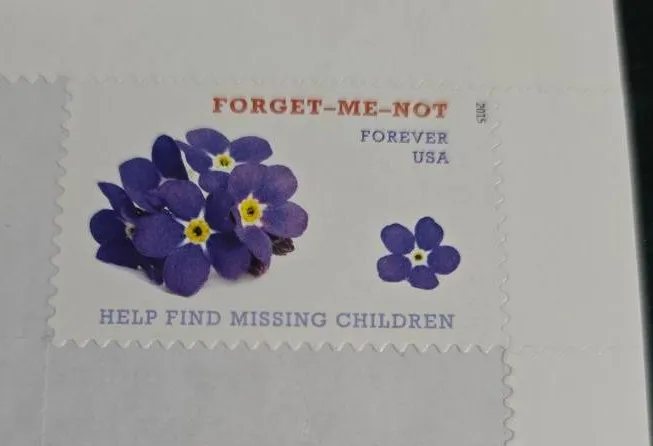 FORGET–ME–NOT
2015
FOREVER
USA
HELP FIND MISSING CHILDREN